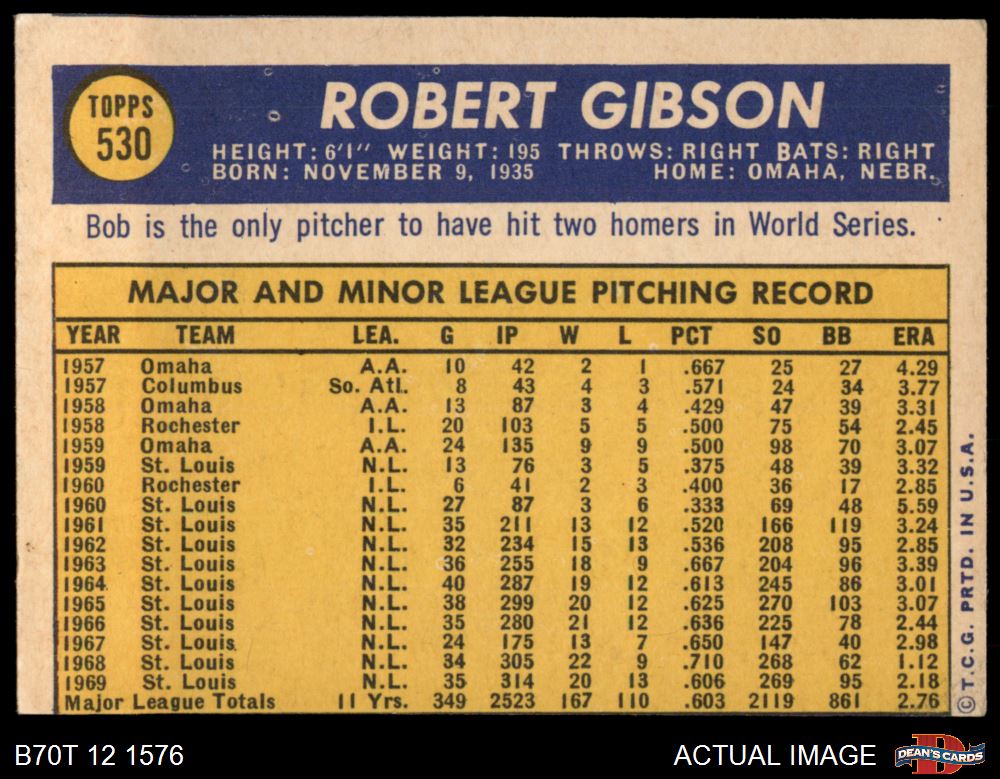 TOPPS
530
ROBERT GIBSON
HEIGHT: 6'1" WEIGHT: 195 THROWS: RIGHT BATS: RIGHT
BORN: NOVEMBER 9, 1935 HOME: OMAHA, NEBR.
Bob is the only pitcher to have hit two homers in World Series.
MAJOR AND MINOR LEAGUE PITCHING RECORD
YEAR TEAM LEA. G IP W L PCT SO BB ERA
1957 Omaha A.A. 10 42 2 1 .667 25 27 4.29
1957 Columbus So. Atl. 8 43 4 3 .571 24 34 3.77
1958 Omaha A.A. 13 87 3 4 .429 47 39 3.31
1958 Rochester I.L. 20 103 5 5 .500 75 54 2.45
1959 Omaha A.A. 24 135 9 9 .500 98 70 3.07
1959 St. Louis N.L. 13 76 3 5 .375 48 39 3.32
1960 Rochester I.L. 6 41 2 3 .400 36 17 2.85
1960 St. Louis N.L. 27 87 3 6 .333 69 48 5.59
1961 St. Louis N.L. 35 211 13 12 .520 166 119 3.24
1962 St. Louis N.L. 32 234 15 13 .536 208 95 2.85
1963 St. Louis N.L. 36 255 18 9 .667 204 96 3.39
1964 St. Louis N.L. 40 287 19 12 .613 245 86 3.01
1965 St. Louis N.L. 38 299 20 12 .625 270 103 3.07
1966 St. Louis N.L. 35 280 21 12 .636 225 78 2.44
1967 St. Louis N.L. 24 175 13 7 .650 147 40 2.98
1968 St. Louis N.L. 34 305 22 9 .710 268 62 1.12
1969 St. Louis N.L. 35 314 20 13 .606 269 95 2.18
Major League Totals 11 Yrs. 349 2523 167 110 .603 2119 861 2.76
© T.C.G. PRTD. IN U.S.A.
B70T 12 1576 ACTUAL IMAGE
D
DEAN'S CARDS